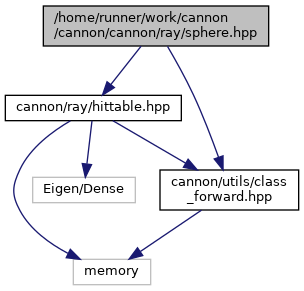 /home/runner/work/cannon
/cannon/cannon/ray/sphere.hpp
cannon/ray/hittable.hpp
Eigen/Dense
cannon/utils/class
_forward.hpp
memory